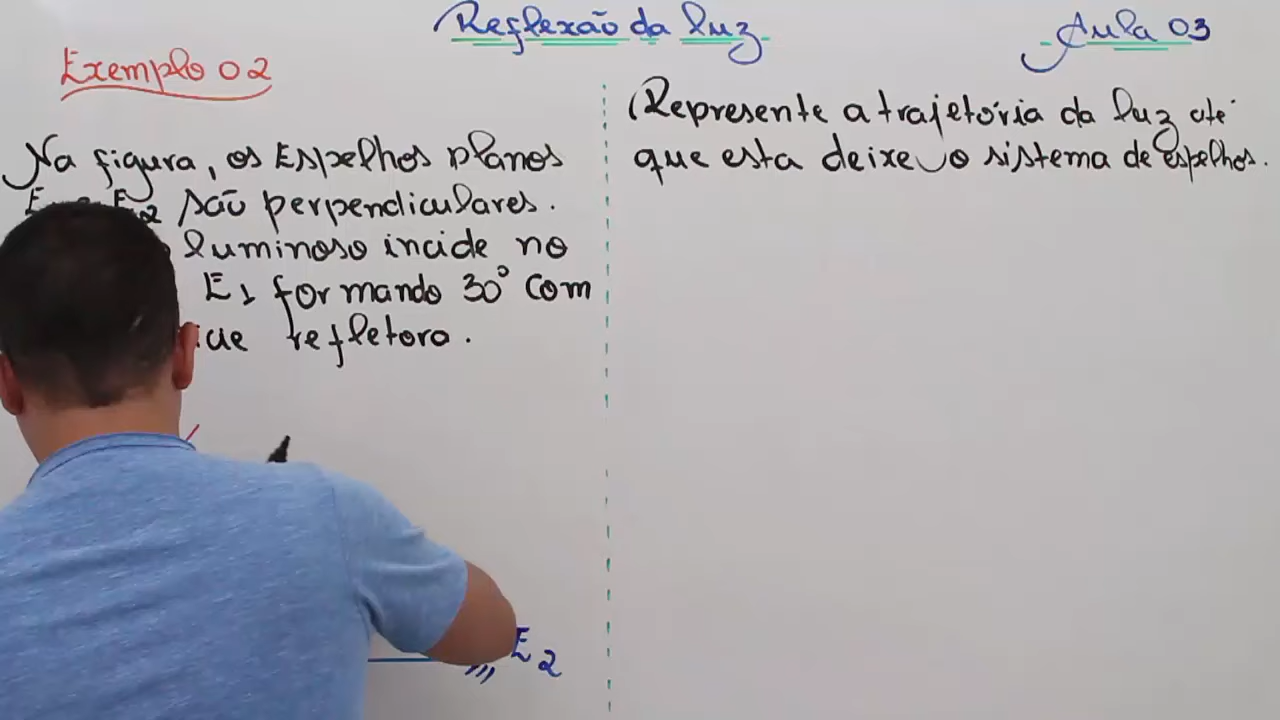 Reflexão da luz
Aula 03
Exemplo 02
Na figura, os Espelhos planos
E2 são perpendiculares.
luminoso incide no
E1 formando 30° com
refletora.
Represente a trajetória da luz até
que esta deixe o sistema de espelhos.
E2